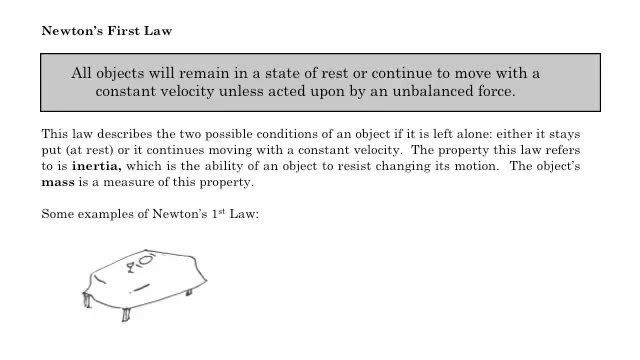 Newton's First Law
All objects will remain in a state of rest or continue to move with a
constant velocity unless acted upon by an unbalanced force.
This law describes the two possible conditions of an object if it is left alone: either it stays
put (at rest) or it continues moving with a constant velocity.  The property this law refers
to is inertia, which is the ability of an object to resist changing its motion.  The object's
mass is a measure of this property.
Some examples of Newton's 1st Law: